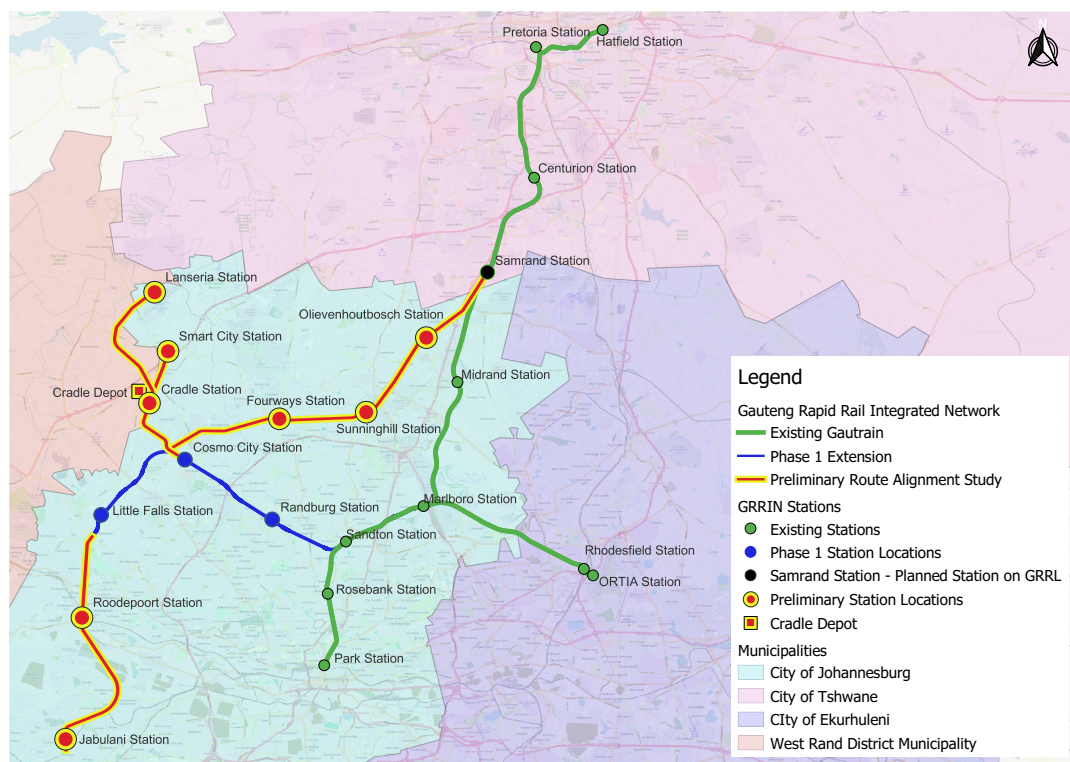 N
Pretoria Station
Hatfield Station
Centurion Station
Samrand Station
Lanseria Station
Olievenhoutbosch Station
Smart City Station
Midrand Station
Cradle Depot
Cradle Station
Fourways Station
Sunninghill Station
Cosmo City Station
Marlboro Station
Little Falls Station
Randburg Station
Sandton Station
Rhodesfield Station
ORTIA Station
Rosebank Station
Roodepoort Station
Park Station
Jabulani Station
Legend
Gauteng Rapid Rail Integrated Network
Existing Gautrain
Phase 1 Extension
Preliminary Route Alignment Study
GRRIN Stations
Existing Stations
Phase 1 Station Locations
Samrand Station - Planned Station on GRRL
Preliminary Station Locations
Cradle Depot
Municipalities
City of Johannesburg
City of Tshwane
CIty of Ekurhuleni
West Rand District Municipality